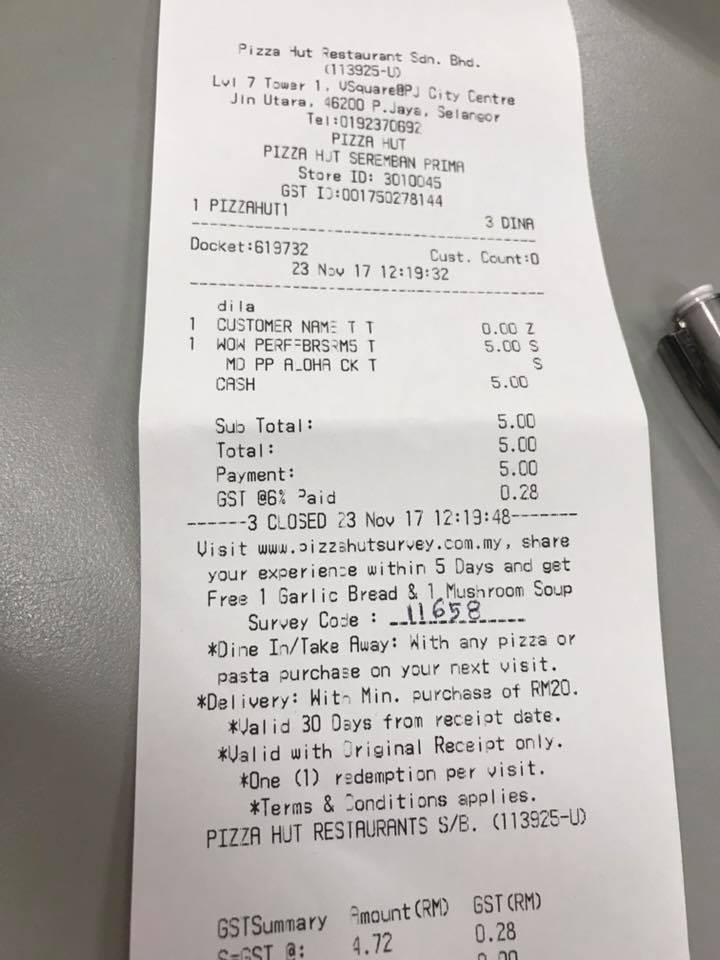 Pizza Hut Restaurant Sdn. Bhd.
(113925-U)
Lvl 7 Tower 1, VSquare@PJ City Centre
Jln Utara, 46200 P.Jaya, Selangor
Tel:0192370692
PIZZA HUT
PIZZA HUT SEREMBAN PRIMA
Store ID: 3010045
GST ID:001750278144
1 PIZZAHUT1 3 DINA
Docket:619732 Cust. Count:0
23 Nov 17 12:19:32
dila
1 CUSTOMER NAME T T 0.00 Z
1 WOW PERF 5.00 S
MD PP ALOHA CK T S
CASH 5.00
Sub Total: 5.00
Total: 5.00
Payment: 5.00
GST @6% Paid 0.28
------3 CLOSED 23 Nov 17 12:19:48-------
Visit www.pizzahutsurvey.com.my, share
your experience within 5 Days and get
Free 1 Garlic Bread & 1 Mushroom Soup
Survey Code : 11658
*Dine In/Take Away: With any pizza or
pasta purchase on your next visit.
*Delivery: With Min. purchase of RM20.
*Valid 30 Days from receipt date.
*Valid with Original Receipt only.
*One (1) redemption per visit.
*Terms & Conditions applies.
PIZZA HUT RESTAURANTS S/B. (113925-U)
GSTSummary Amount(RM) GST(RM)
S-GST @: 4.72 0.28
0.00